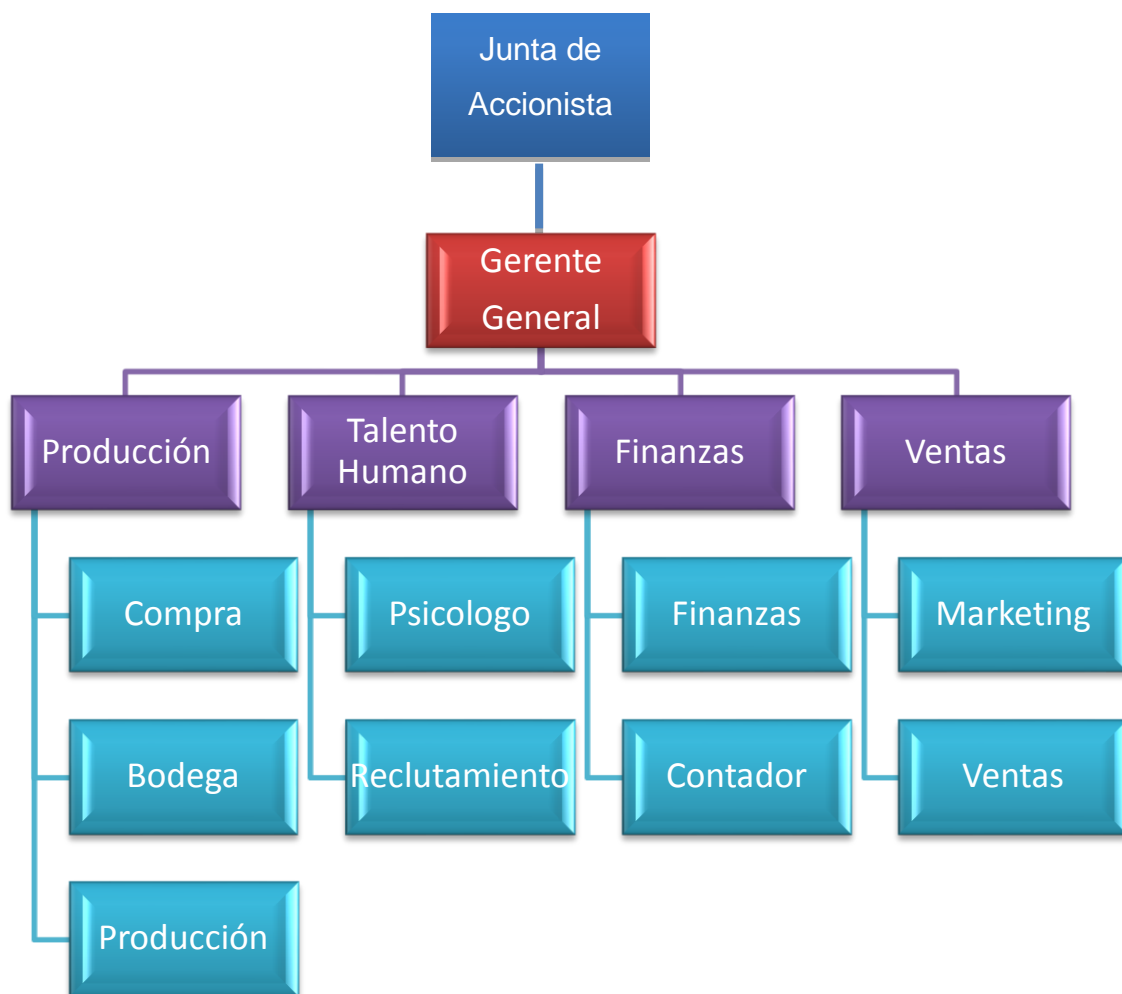 Junta de
Accionista
Gerente
General
Producción
Talento
Humano
Finanzas
Ventas
Compra
Psicologo
Finanzas
Marketing
Bodega
Reclutamiento
Contador
Ventas
Producción